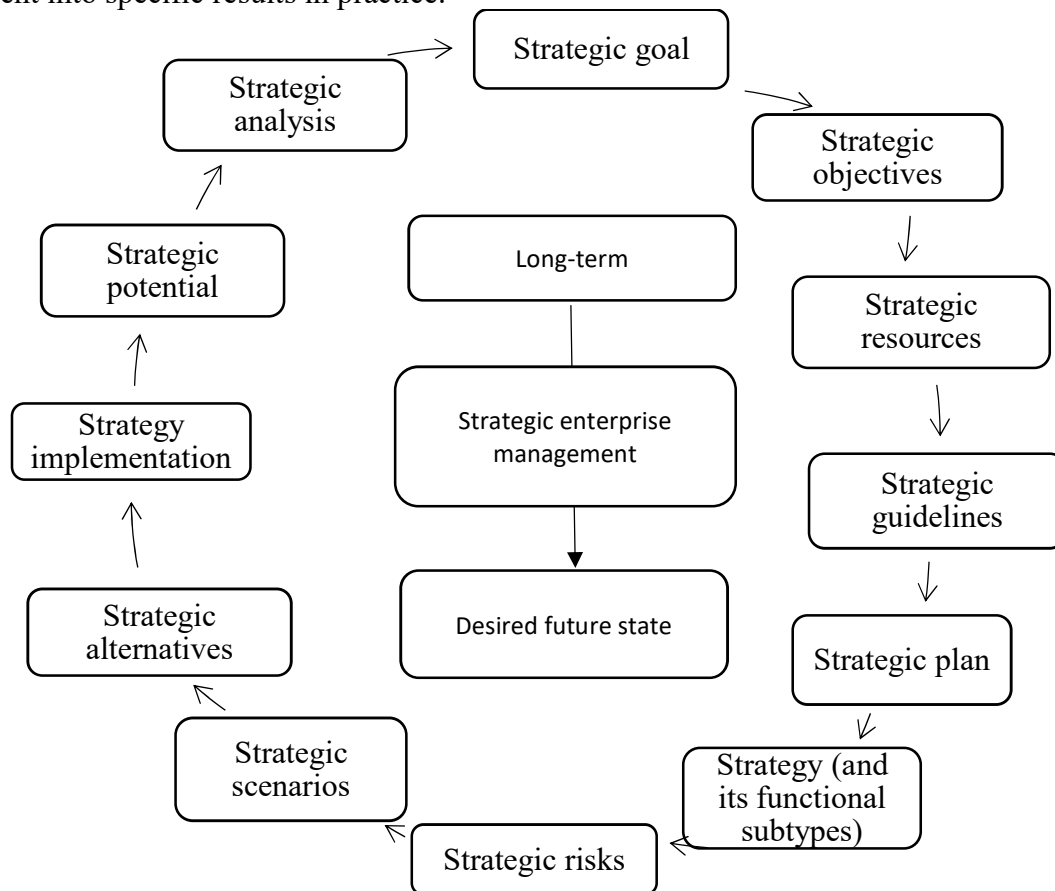 ent into specific results in practice.
Strategic goal
Strategic
analysis
Strategic
objectives
Strategic
potential
Long-term
Strategic
resources
Strategy
implementation
Strategic enterprise
management
Strategic
guidelines
Strategic
alternatives
Desired future state
Strategic plan
Strategic
scenarios
Strategy (and
its functional
subtypes)
Strategic risks